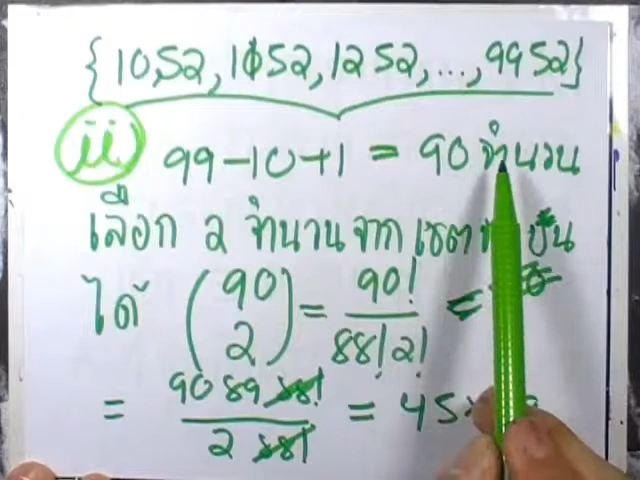 {1052, 1152, 1252, ..., 9952}
ii 99-10+1 = 90 จำนวน
เลือก 2 จำนวนจากเซต
ได้ (90 2) = 90! / 88! 2! =
= 90 89 88! / 2 88! = 45